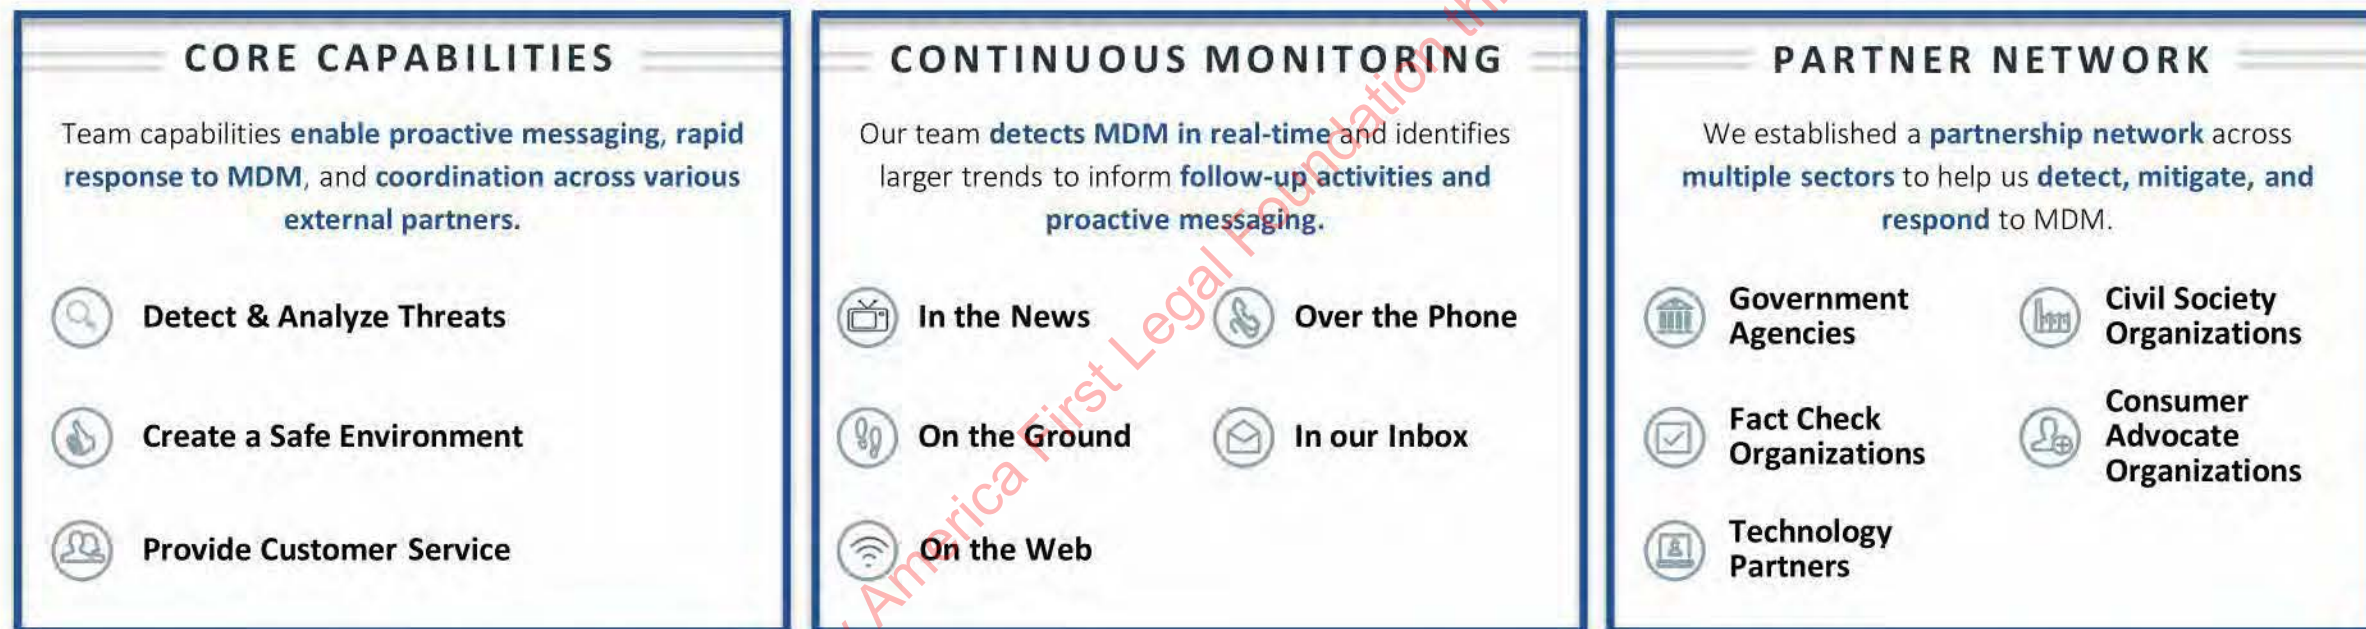 CORE CAPABILITIES
Team capabilities enable proactive messaging, rapid
response to MDM, and coordination across various
external partners.
Detect & Analyze Threats
Create a Safe Environment
Provide Customer Service
CONTINUOUS MONITORING
Our team detects MDM in real-time and identifies
larger trends to inform follow-up activities and
proactive messaging.
In the News
Over the Phone
On the Ground
In our Inbox
On the Web
PARTNER NETWORK
We established a partnership network across
multiple sectors to help us detect, mitigate, and
respond to MDM.
Government
Agencies
Civil Society
Organizations
Fact Check
Organizations
Consumer
Advocate
Organizations
Technology
Partners
America First Legal Foundation